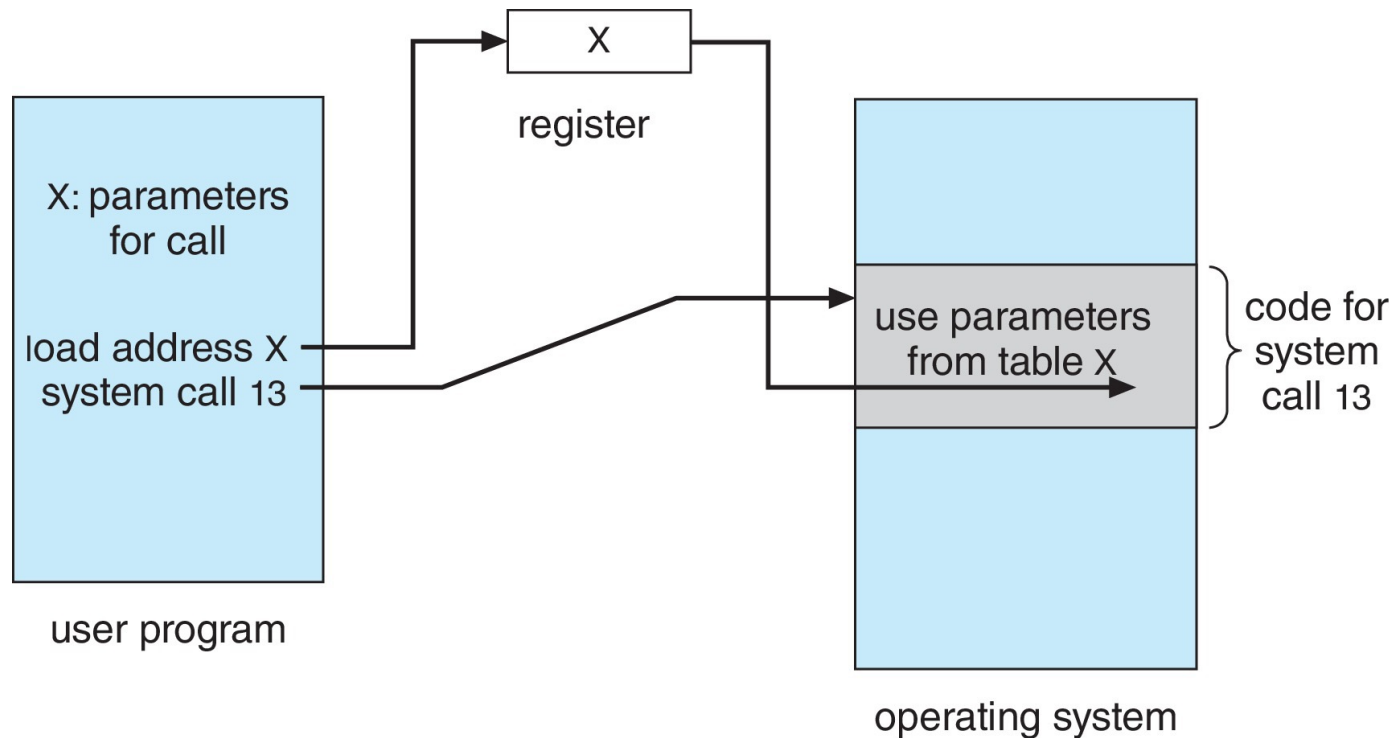 X
register
X: parameters
for call
load address X
system call 13
user program
use parameters
from table X
code for
system
call 13
operating system